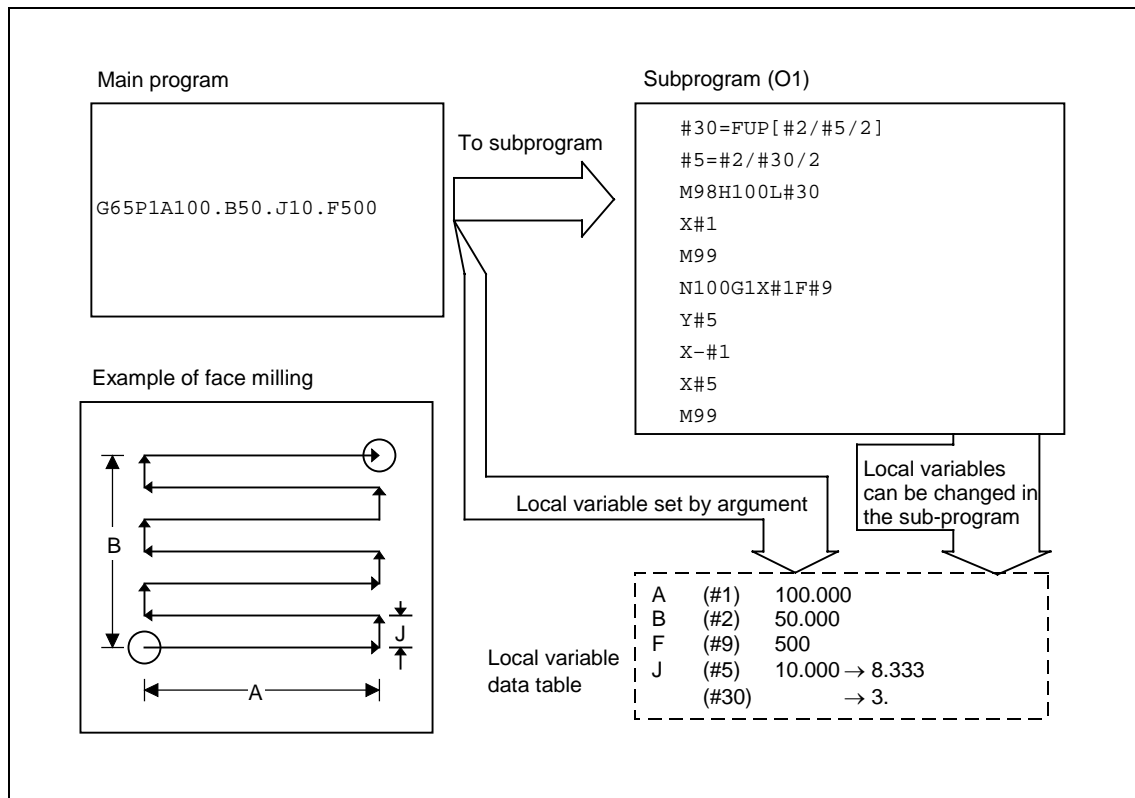 Main program
G65P1A100.B50.J10.F500
To subprogram
Subprogram (O1)
#30=FUP[#2/#5/2]
#5=#2/#30/2
M98H100L#30
X#1
M99
N100G1X#1F#9
Y#5
X−#1
X#5
M99
Example of face milling
B
J
A
Local variable set by argument
Local variables
can be changed in
the sub-program
Local variable
data table
A (#1) 100.000
B (#2) 50.000
F (#9) 500
J (#5) 10.000 → 8.333
(#30) → 3.